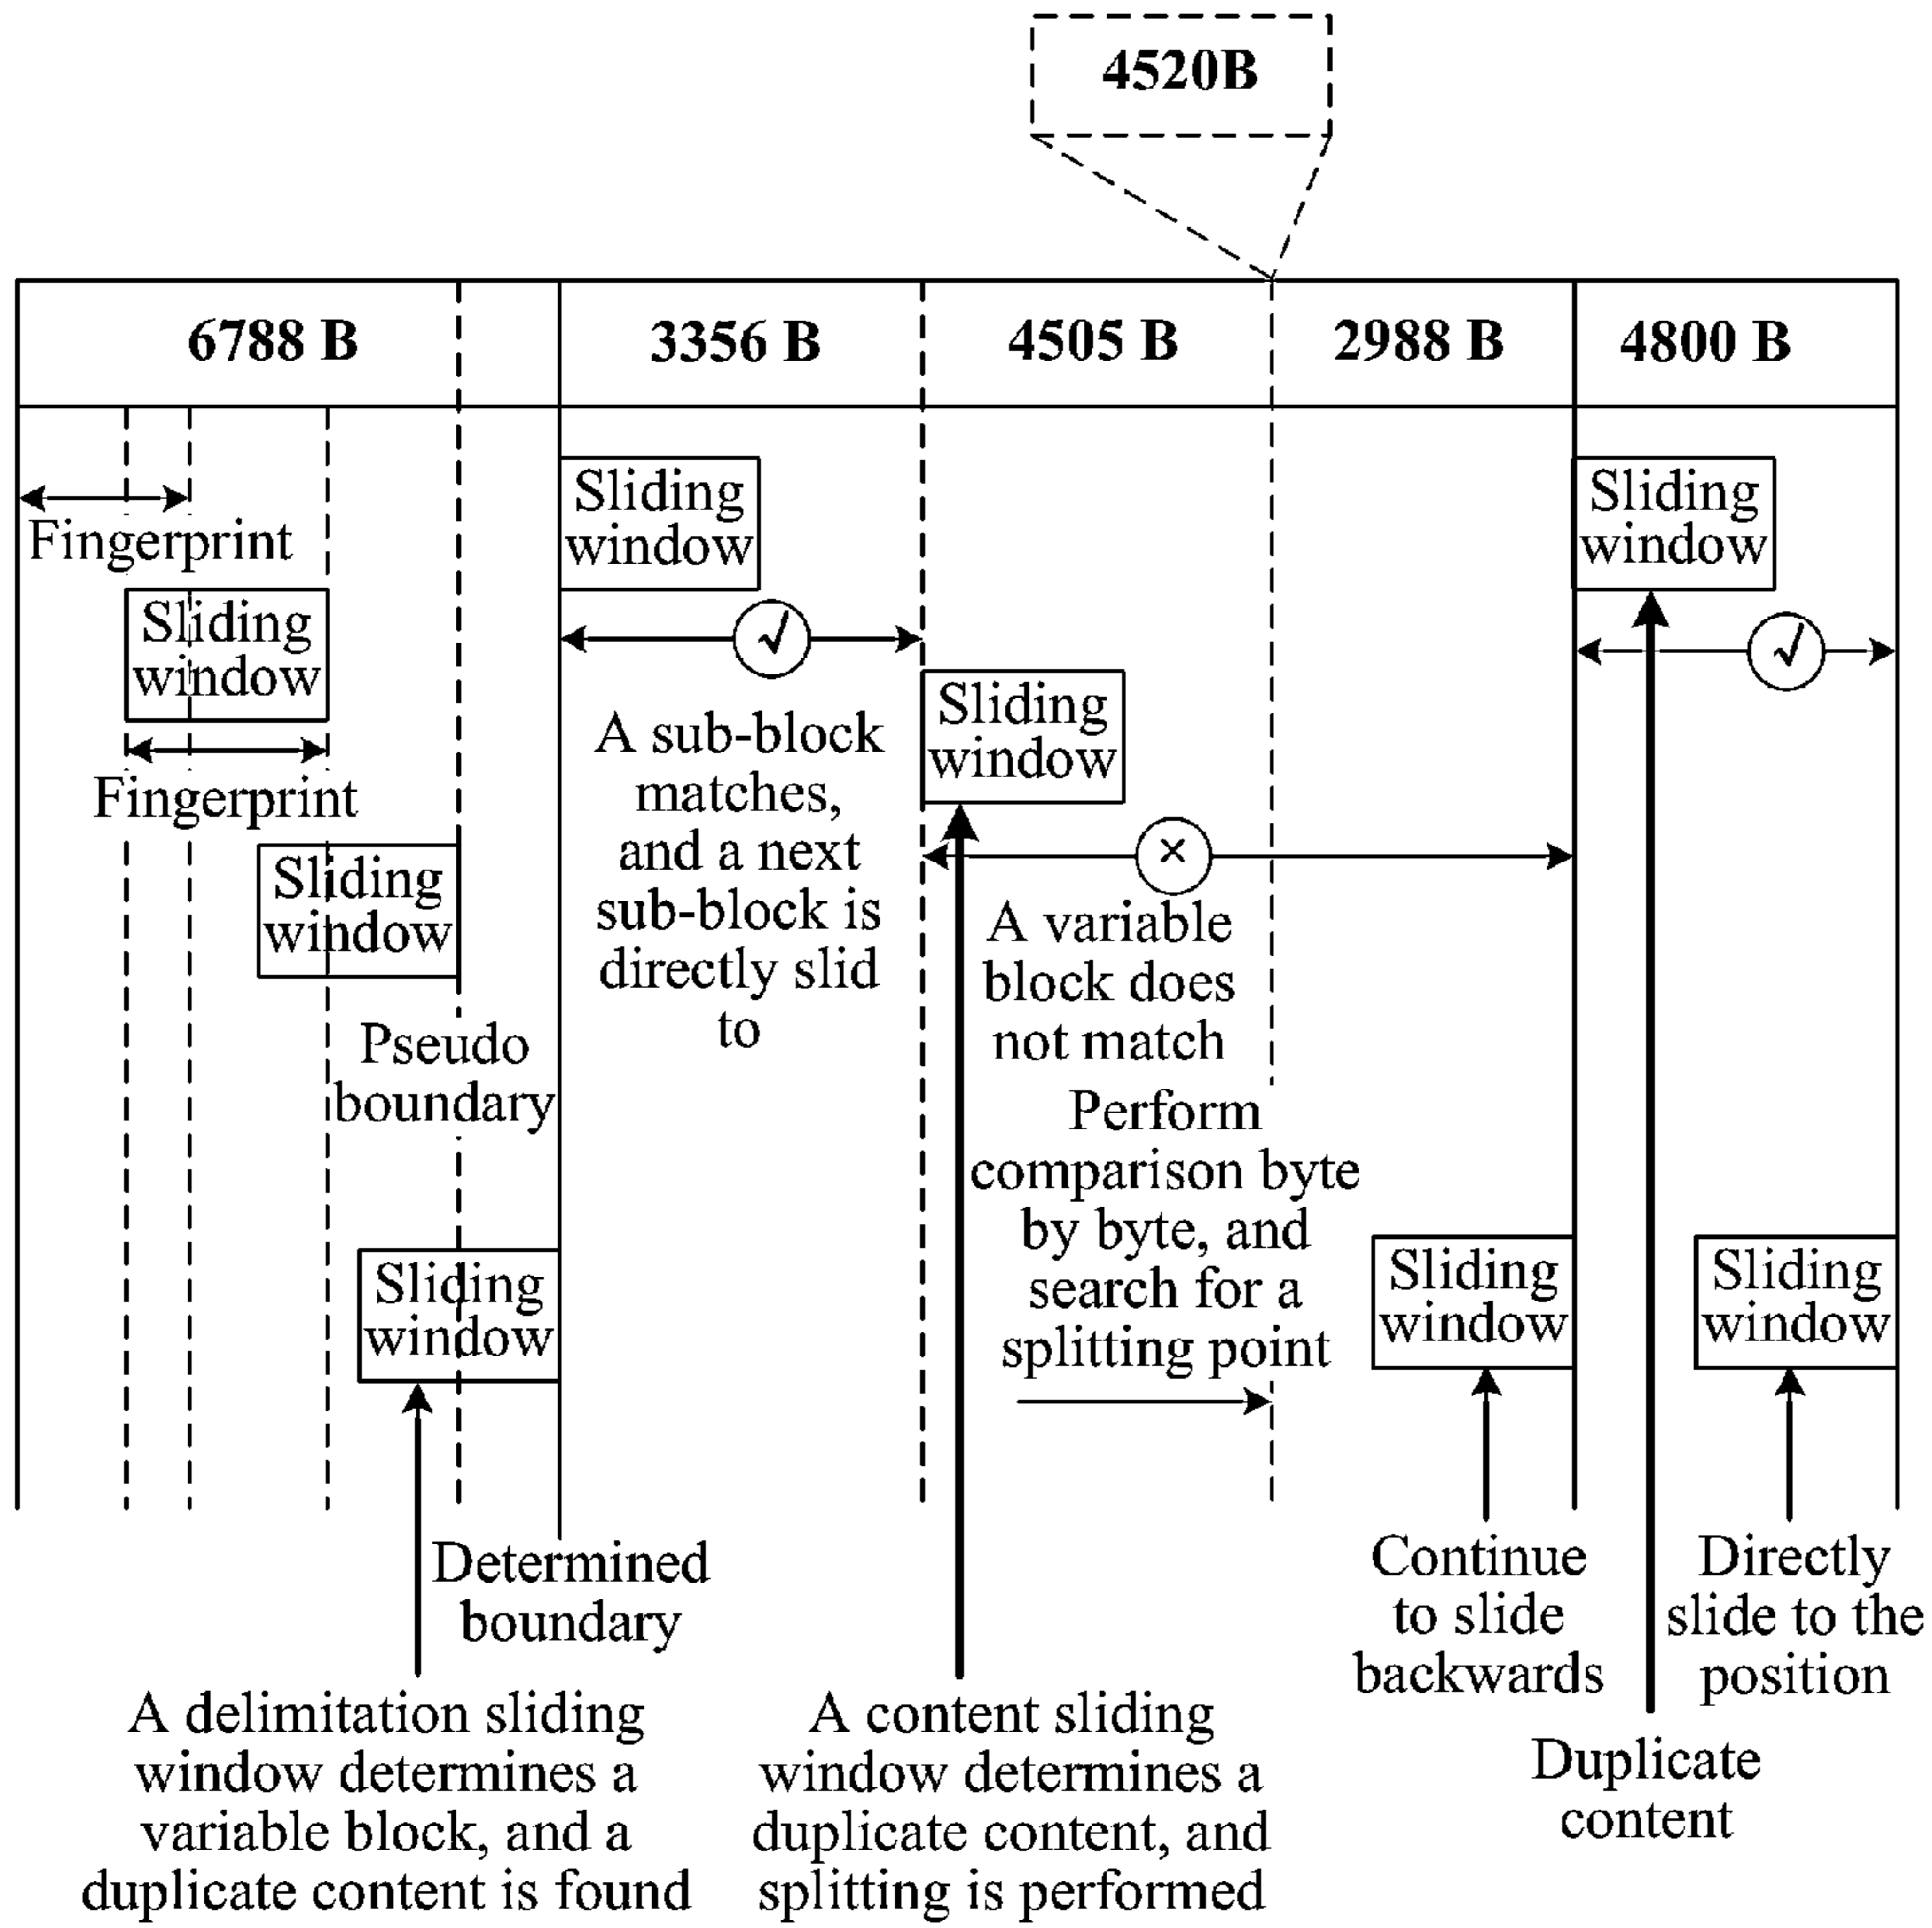 4520B
6788 B
3356 B
4505 B
2988 B
4800 B
Fingerprint
Sliding
window
Fingerprint
Sliding
window
Pseudo
boundary
Sliding
window
Determined
boundary
A delimitation sliding
window determines a
variable block, and a
duplicate content is found
Sliding
window
√
A sub-block
matches,
and a next
sub-block is
directly slid
to
Sliding
window
×
A variable
block does
not match
Perform
comparison byte
by byte, and
search for a
splitting point
A content sliding
window determines a
duplicate content, and
splitting is performed
Sliding
window
Continue
to slide
backwards
Sliding
window
√
Duplicate
content
Sliding
window
Directly
slide to the
position